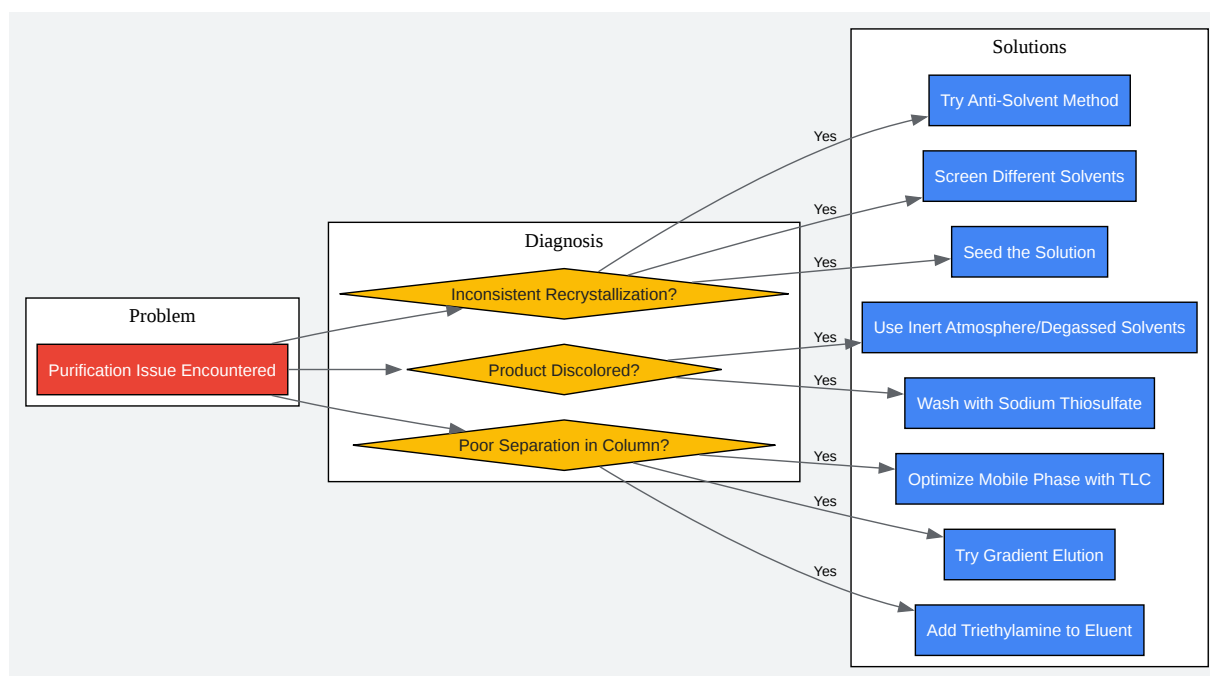 Problem
Purification Issue Encountered
Diagnosis
Inconsistent Recrystallization?
Product Discolored?
Poor Separation in Column?
Yes
Yes
Yes
Yes
Yes
Yes
Yes
Yes
Solutions
Try Anti-Solvent Method
Screen Different Solvents
Seed the Solution
Use Inert Atmosphere/Degassed Solvents
Wash with Sodium Thiosulfate
Optimize Mobile Phase with TLC
Try Gradient Elution
Add Triethylamine to Eluent